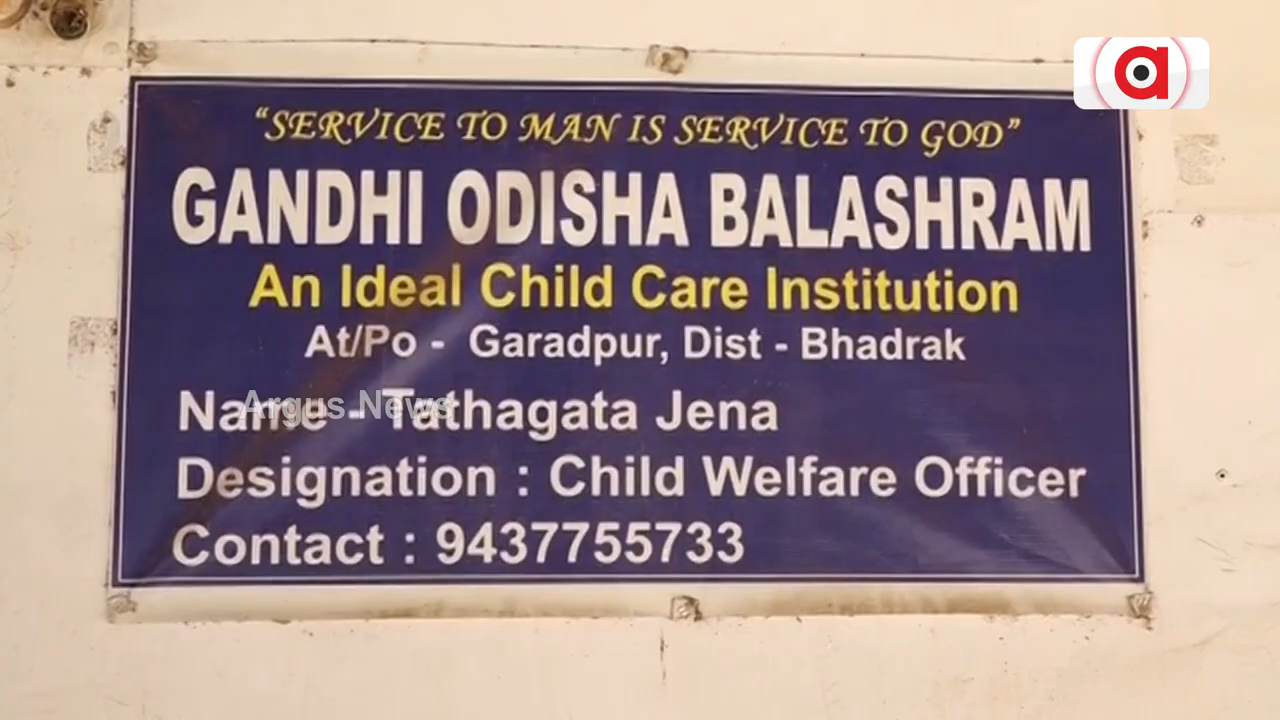 "SERVICE TO MAN IS SERVICE TO GOD"
GANDHI ODISHA BALASHRAM
An Ideal Child Care Institution
At/Po - Garadpur, Dist - Bhadrak
Name - Tathagata Jena
Argus News
Designation : Child Welfare Officer
Contact : 9437755733
a